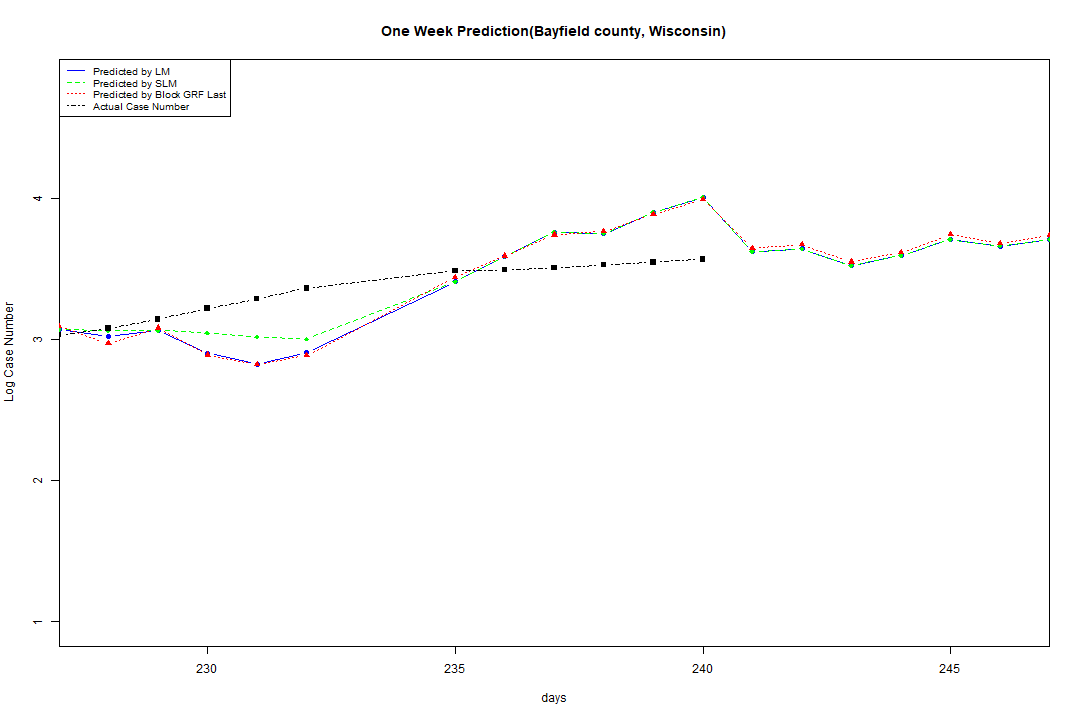 One Week Prediction(Bayfield county, Wisconsin)
Predicted by LM
Predicted by SLM
Predicted by Block GRF Last
Actual Case Number
Log Case Number
4
3
2
1
230 235 240 245
days